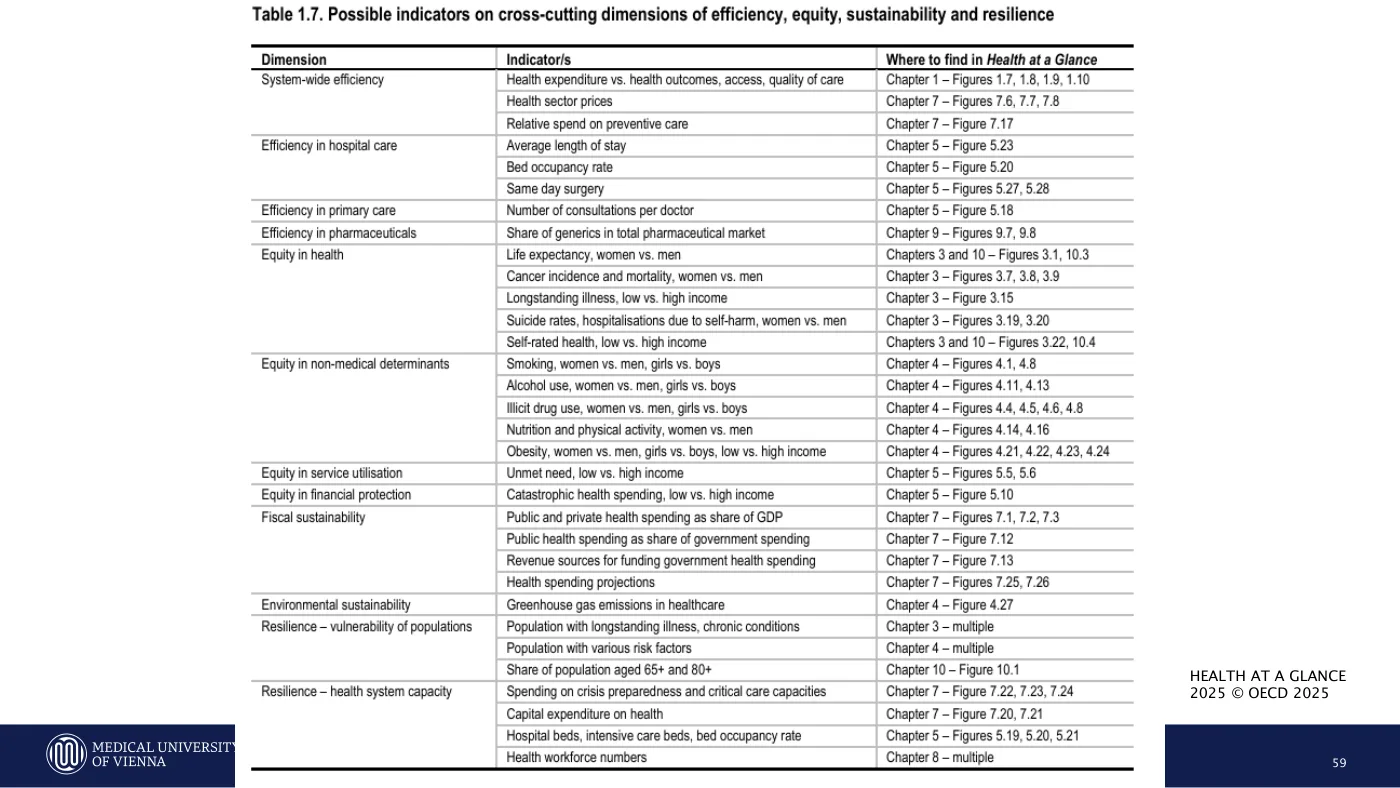 Table 1.7. Possible indicators on cross-cutting dimensions of efficiency, equity, sustainability and resilience
Dimension Indicator/s Where to find in Health at a Glance
System-wide efficiency Health expenditure vs. health outcomes, access, quality of care Chapter 1 – Figures 1.7, 1.8, 1.9, 1.10
Health sector prices Chapter 7 – Figures 7.6, 7.7, 7.8
Relative spend on preventive care Chapter 7 – Figure 7.17
Efficiency in hospital care Average length of stay Chapter 5 – Figure 5.23
Bed occupancy rate Chapter 5 – Figure 5.20
Same day surgery Chapter 5 – Figures 5.27, 5.28
Efficiency in primary care Number of consultations per doctor Chapter 5 – Figure 5.18
Efficiency in pharmaceuticals Share of generics in total pharmaceutical market Chapter 9 – Figures 9.7, 9.8
Equity in health Life expectancy, women vs. men Chapters 3 and 10 – Figures 3.1, 10.3
Cancer incidence and mortality, women vs. men Chapter 3 – Figures 3.7, 3.8, 3.9
Longstanding illness, low vs. high income Chapter 3 – Figure 3.15
Suicide rates, hospitalisations due to self-harm, women vs. men Chapter 3 – Figures 3.19, 3.20
Self-rated health, low vs. high income Chapters 3 and 10 – Figures 3.22, 10.4
Equity in non-medical determinants Smoking, women vs. men, girls vs. boys Chapter 4 – Figures 4.1, 4.8
Alcohol use, women vs. men, girls vs. boys Chapter 4 – Figures 4.11, 4.13
Illicit drug use, women vs. men, girls vs. boys Chapter 4 – Figures 4.4, 4.5, 4.6, 4.8
Nutrition and physical activity, women vs. men Chapter 4 – Figures 4.14, 4.16
Obesity, women vs. men, girls vs. boys, low vs. high income Chapter 4 – Figures 4.21, 4.22, 4.23, 4.24
Equity in service utilisation Unmet need, low vs. high income Chapter 5 – Figures 5.5, 5.6
Equity in financial protection Catastrophic health spending, low vs. high income Chapter 5 – Figure 5.10
Fiscal sustainability Public and private health spending as share of GDP Chapter 7 – Figures 7.1, 7.2, 7.3
Public health spending as share of government spending Chapter 7 – Figure 7.12
Revenue sources for funding government health spending Chapter 7 – Figure 7.13
Health spending projections Chapter 7 – Figures 7.25, 7.26
Environmental sustainability Greenhouse gas emissions in healthcare Chapter 4 – Figure 4.27
Resilience – vulnerability of populations Population with longstanding illness, chronic conditions Chapter 3 – multiple
Population with various risk factors Chapter 4 – multiple
Share of population aged 65+ and 80+ Chapter 10 – Figure 10.1
Resilience – health system capacity Spending on crisis preparedness and critical care capacities Chapter 7 – Figure 7.22, 7.23, 7.24
Capital expenditure on health Chapter 7 – Figure 7.20, 7.21
Hospital beds, intensive care beds, bed occupancy rate Chapter 5 – Figures 5.19, 5.20, 5.21
Health workforce numbers Chapter 8 – multiple
HEALTH AT A GLANCE
2025 © OECD 2025
MEDICAL UNIVERSITY
OF VIENNA
59